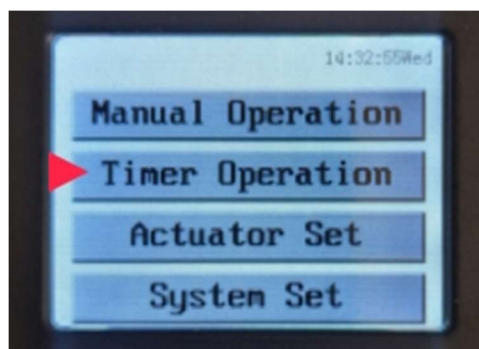 14:32:55Wed
Manual Operation
Timer Operation
Actuator Set
System Set